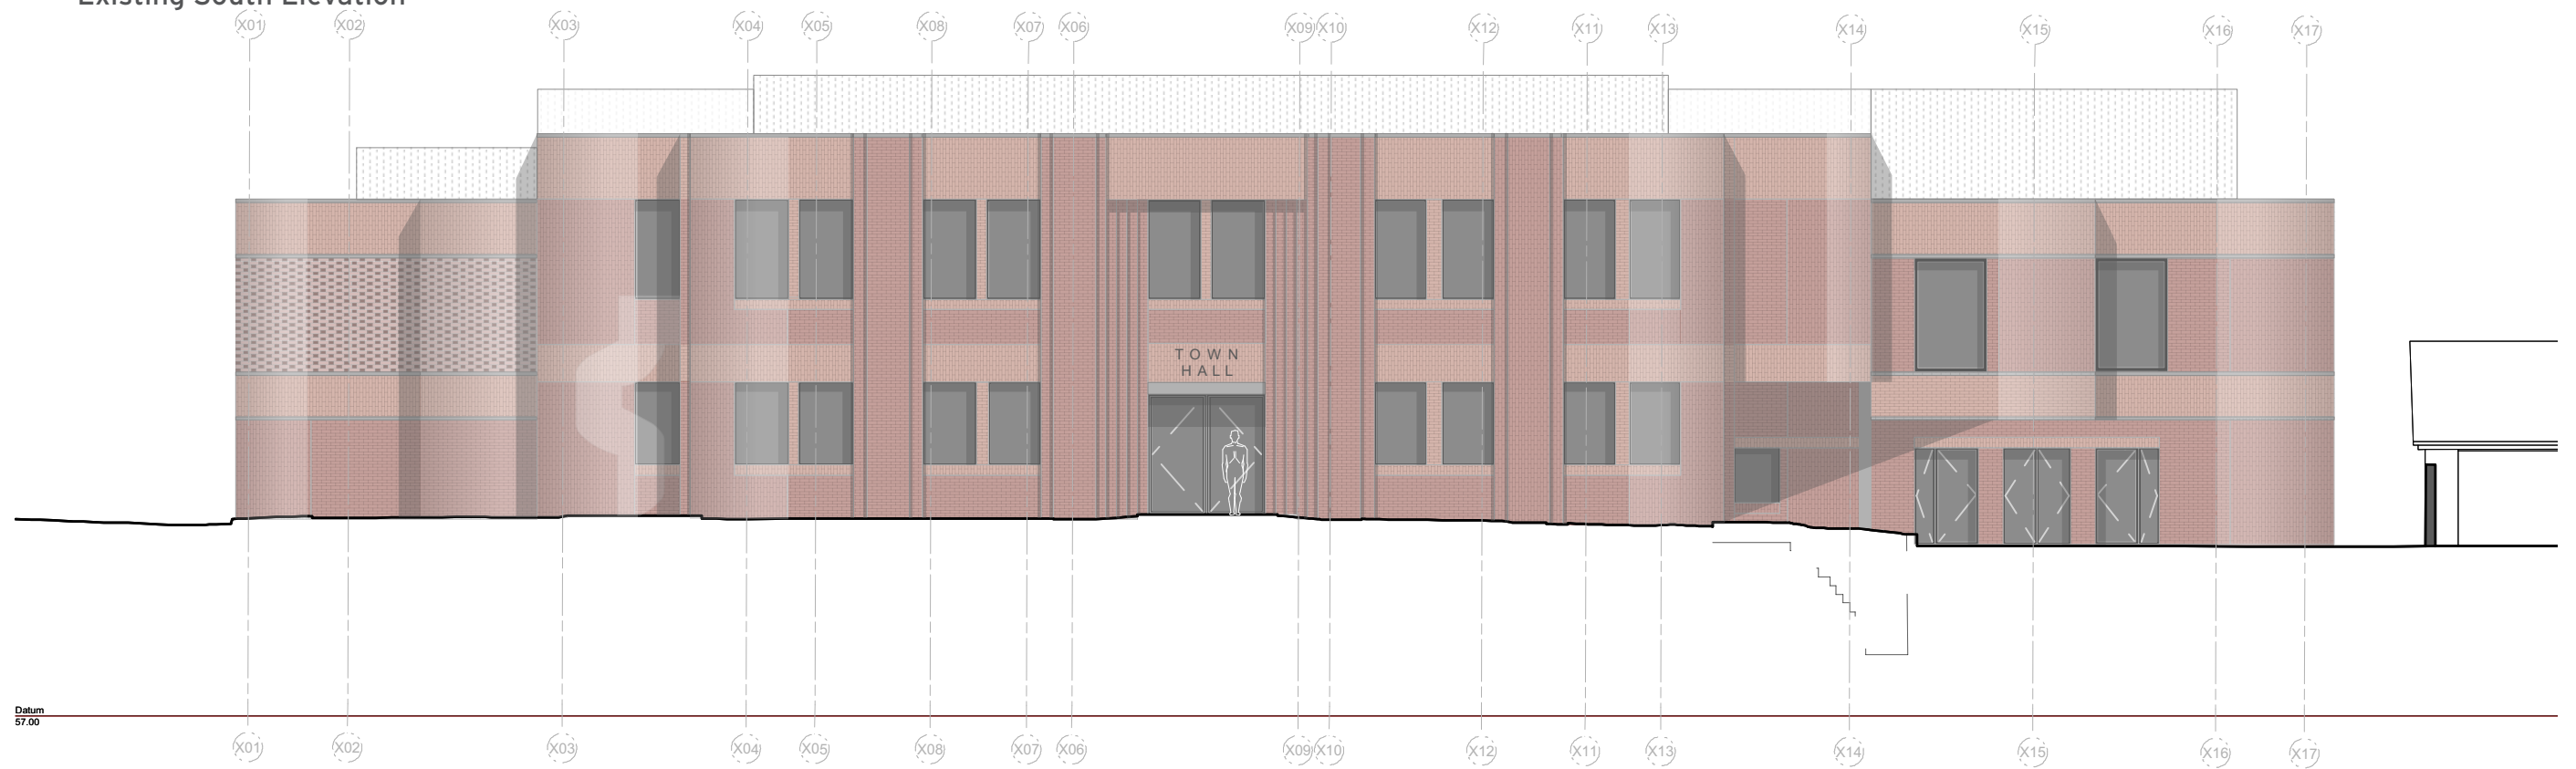 Existing South Elevation
X01 X02 X03 X04 X05 X08 X07 X06 X09 X10 X12 X11 X13 X14 X15 X16 X17
TOWN
HALL
Datum
57.00
X01 X02 X03 X04 X05 X08 X07 X06 X09 X10 X12 X11 X13 X14 X15 X16 X17